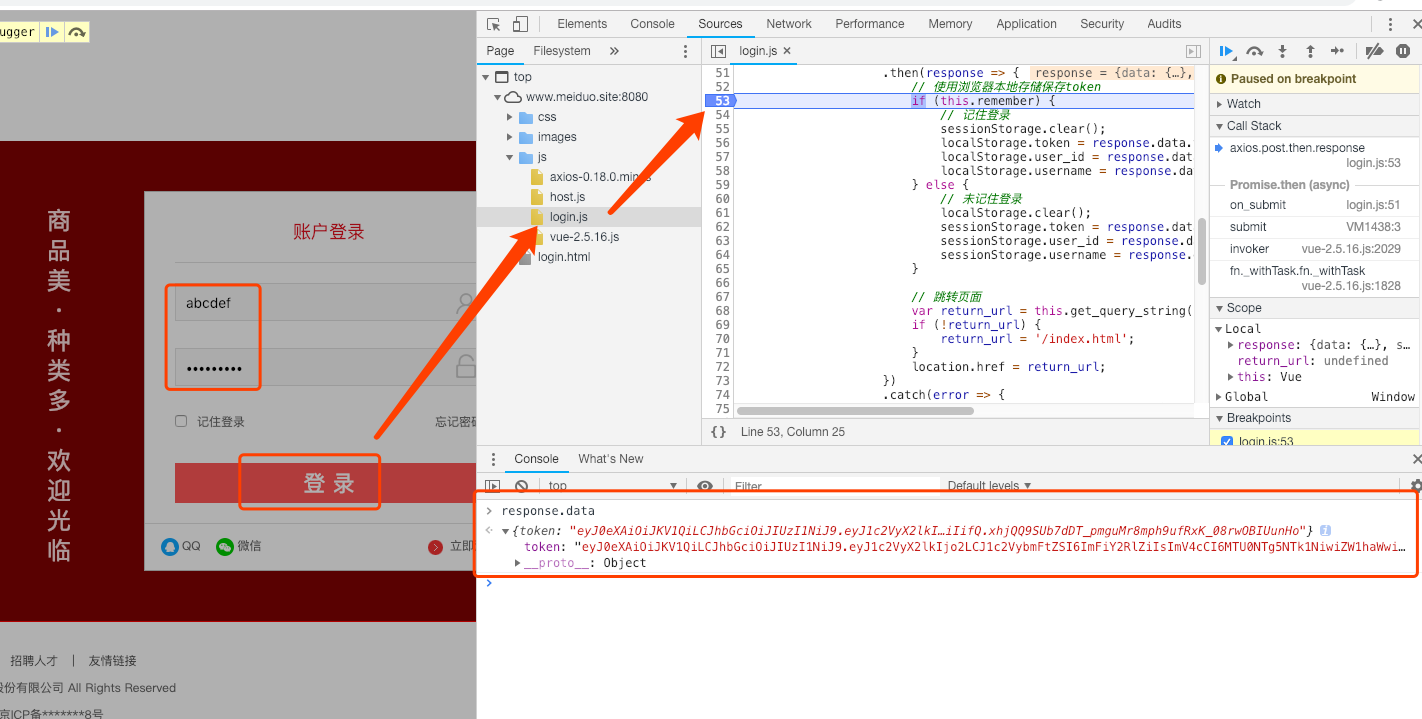 ugger
商品美·种类多·欢迎光临
账户登录
abcdef
•••••••••
记住登录
忘记密码
登 录
QQ
微信
立即
招聘人才 | 友情链接
份有限公司 All Rights Reserved
京ICP备*******8号
Elements Console Sources Network Performance Memory Application Security Audits
Page Filesystem »
top
www.meiduo.site:8080
css
images
js
axios-0.18.0.min.js
host.js
login.js
vue-2.5.16.js
login.html
login.js ×
51 .then(response => { response = {data: {…},
52 // 使用浏览器本地存储保存token
53 if (this.remember) {
54 // 记住登录
55 sessionStorage.clear();
56 localStorage.token = response.data.
57 localStorage.user_id = response.dat
58 localStorage.username = response.da
59 } else {
60 // 未记住登录
61 localStorage.clear();
62 sessionStorage.token = response.dat
63 sessionStorage.user_id = response.d
64 sessionStorage.username = response.
65 }
66
67 // 跳转页面
68 var return_url = this.get_query_string(
69 if (!return_url) {
70 return_url = '/index.html';
71 }
72 location.href = return_url;
73 })
74 .catch(error => {
75
{} Line 53, Column 25
Paused on breakpoint
Watch
Call Stack
axios.post.then.response
login.js:53
Promise.then (async)
on_submit login.js:51
submit VM1438:3
invoker vue-2.5.16.js:2029
fn._withTask.fn._withTask
vue-2.5.16.js:1828
Scope
Local
response: {data: {…}, s…
return_url: undefined
this: Vue
Global Window
Breakpoints
login.js:53
Console What's New
top Filter Default levels ▼
response.data
{token: "eyJ0eXAiOiJKV1QiLCJhbGciOiJIUzI1NiJ9.eyJ1c2VyX2lkI…iIifQ.xhjQQ9SUb7dDT_pmguMr8mph9ufRxK_08rwOBIUunHo"}
token: "eyJ0eXAiOiJKV1QiLCJhbGciOiJIUzI1NiJ9.eyJ1c2VyX2lkIjo2LCJ1c2VybmFtZSI6ImFiY2RlZiIsImV4cCI6MTU0NTg5NTk1NiwiZW1haWwi…
__proto__: Object